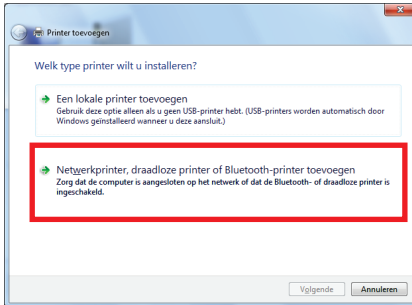 Printer toevoegen
Welk type printer wilt u installeren?
Een lokale printer toevoegen
Gebruik deze optie alleen als u geen USB-printer hebt. (USB-printers worden automatisch door
Windows geïnstalleerd wanneer u deze aansluit.)
Netwerkprinter, draadloze printer of Bluetooth-printer toevoegen
Zorg dat de computer is aangesloten op het netwerk of dat de Bluetooth- of draadloze printer is
ingeschakeld.
Volgende Annuleren